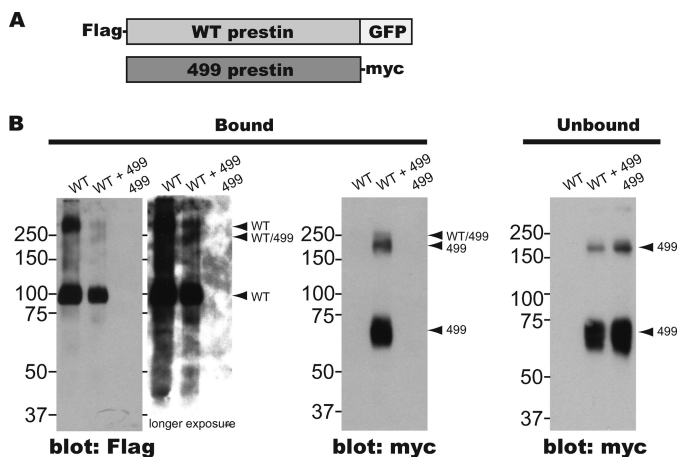 A
Flag- WT prestin GFP
499 prestin -myc
B
Bound Unbound
WT WT + 499 499 WT WT + 499 499 WT WT + 499 499 WT WT + 499 499
250 150 100 75 50 37
WT
WT/499
WT
longer exposure
blot: Flag
250 150 100 75 50 37
WT/499
499
499
blot: myc
250 150 100 75 50 37
499
499
blot: myc